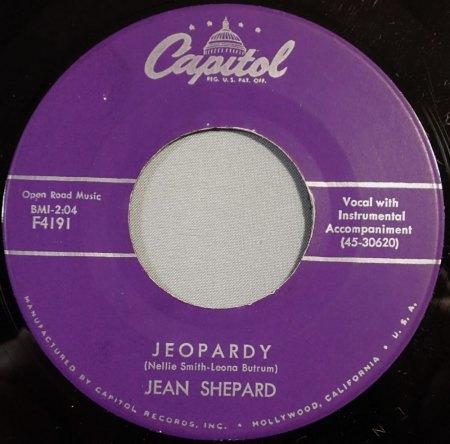 Capitol
REG. U.S. PAT. OFF.
Open Road Music
BMI-2:04
F4191
Vocal with
Instrumental
Accompaniment
(45-30620)
JEOPARDY
(Nellie Smith-Leona Butrum)
JEAN SHEPARD
MANUFACTURED BY CAPITOL RECORDS, INC. • HOLLYWOOD, CALIFORNIA • U.S.A.